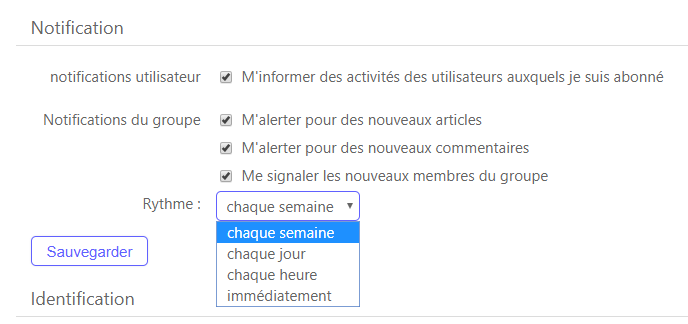 Notification
notifications utilisateur M'informer des activités des utilisateurs auxquels je suis abonné
Notifications du groupe M'alerter pour des nouveaux articles
M'alerter pour des nouveaux commentaires
Me signaler les nouveaux membres du groupe
Rythme : chaque semaine
chaque semaine
chaque jour
chaque heure
immédiatement
Sauvegarder
Identification